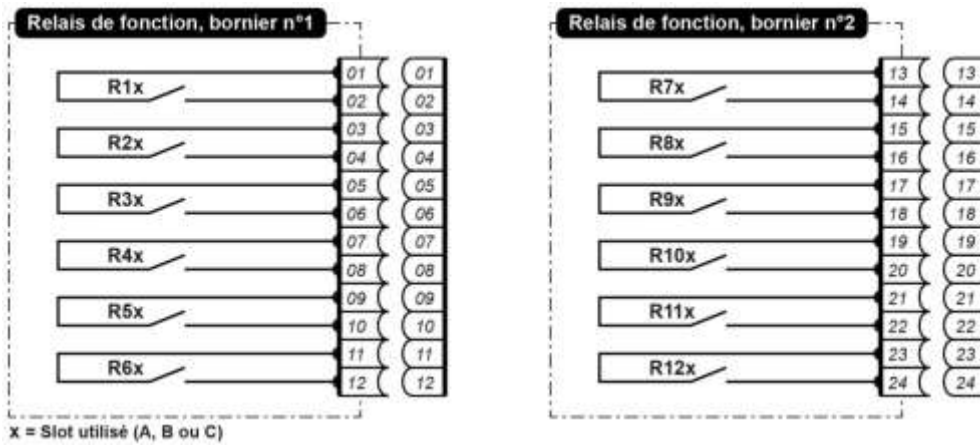 Relais de fonction, bornier n°1
R1x
01 01
02 02
R2x
03 03
04 04
R3x
05 05
06 06
R4x
07 07
08 08
R5x
09 09
10 10
R6x
11 11
12 12
x = Slot utilisé (A, B ou C)
Relais de fonction, bornier n°2
R7x
13 13
14 14
R8x
15 15
16 16
R9x
17 17
18 18
R10x
19 19
20 20
R11x
21 21
22 22
R12x
23 23
24 24